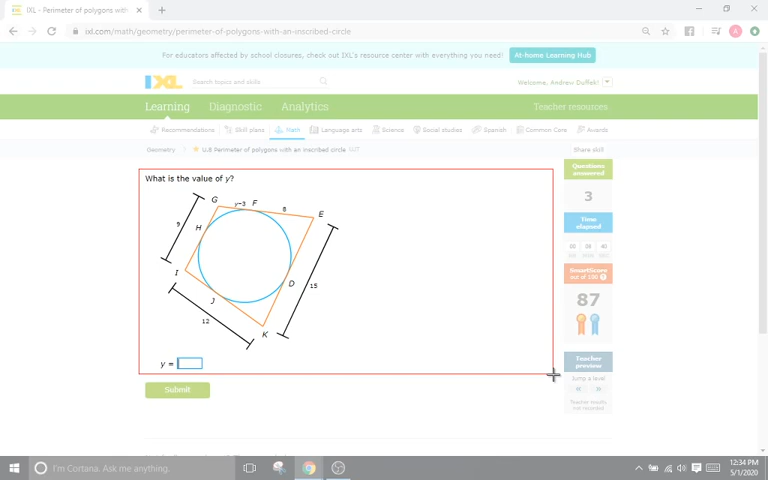 IXL - Perimeter of polygons with
ixl.com/math/geometry/perimeter-of-polygons-with-an-inscribed-circle
For educators affected by school closures, check out IXL's resource center with everything you need!
At-home Learning Hub
IXL
Search topics and skills
Welcome, Andrew Duffek!
Learning
Diagnostic
Analytics
Teacher resources
Recommendations
Skill plans
Math
Language arts
Science
Social studies
Spanish
Common Core
Awards
Geometry
U.8 Perimeter of polygons with an inscribed circle
Share skill
Questions
answered
3
Time
elapsed
SmartScore
out of 100
87
Teacher
preview
Jump a level
Teacher results
not recorded
What is the value of y?
G
y−3
F
8
E
9
H
I
D
15
J
12
K
y =
Submit
I'm Cortana. Ask me anything.
12:34 PM
5/1/2020